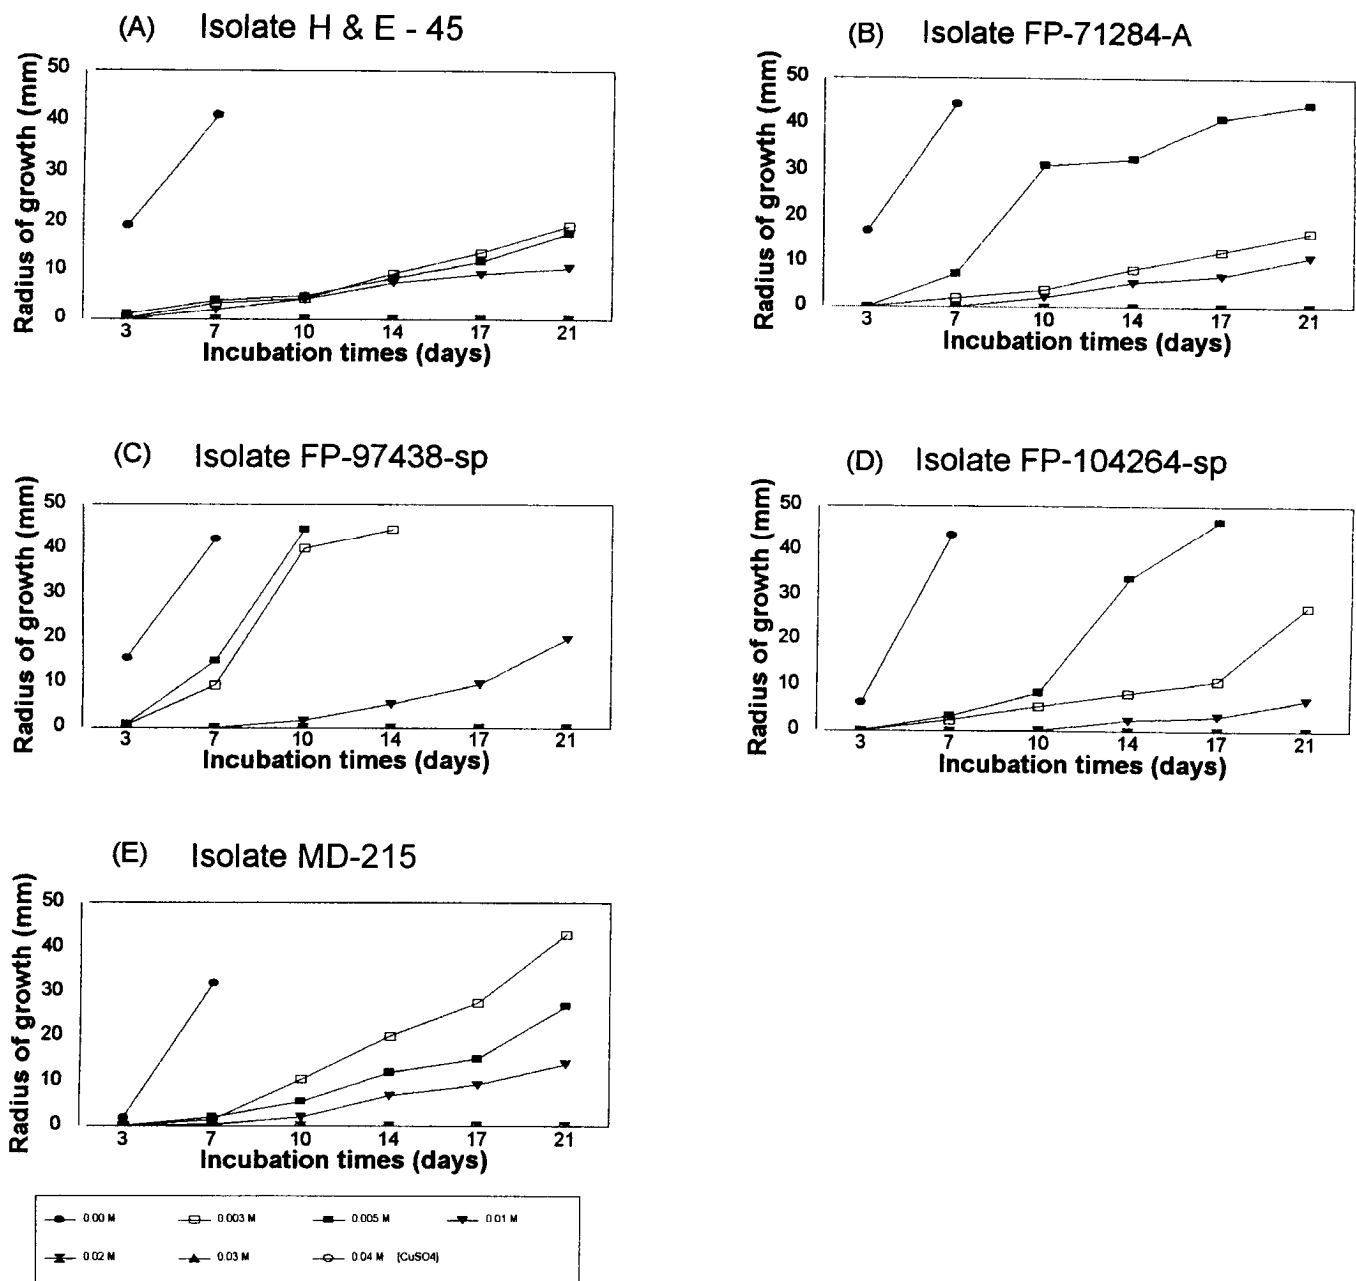 (A) Isolate H & E - 45
Radius of growth (mm)
50
40
30
20
10
0
3 7 10 14 17 21
Incubation times (days)
(B) Isolate FP-71284-A
Radius of growth (mm)
50
40
30
20
10
0
3 7 10 14 17 21
Incubation times (days)
(C) Isolate FP-97438-sp
Radius of growth (mm)
50
40
30
20
10
0
3 7 10 14 17 21
Incubation times (days)
(D) Isolate FP-104264-sp
Radius of growth (mm)
50
40
30
20
10
0
3 7 10 14 17 21
Incubation times (days)
(E) Isolate MD-215
Radius of growth (mm)
50
40
30
20
10
0
3 7 10 14 17 21
Incubation times (days)
0.00 M 0.003 M 0.005 M 0.01 M
0.02 M 0.03 M 0.04 M [CuSO4]